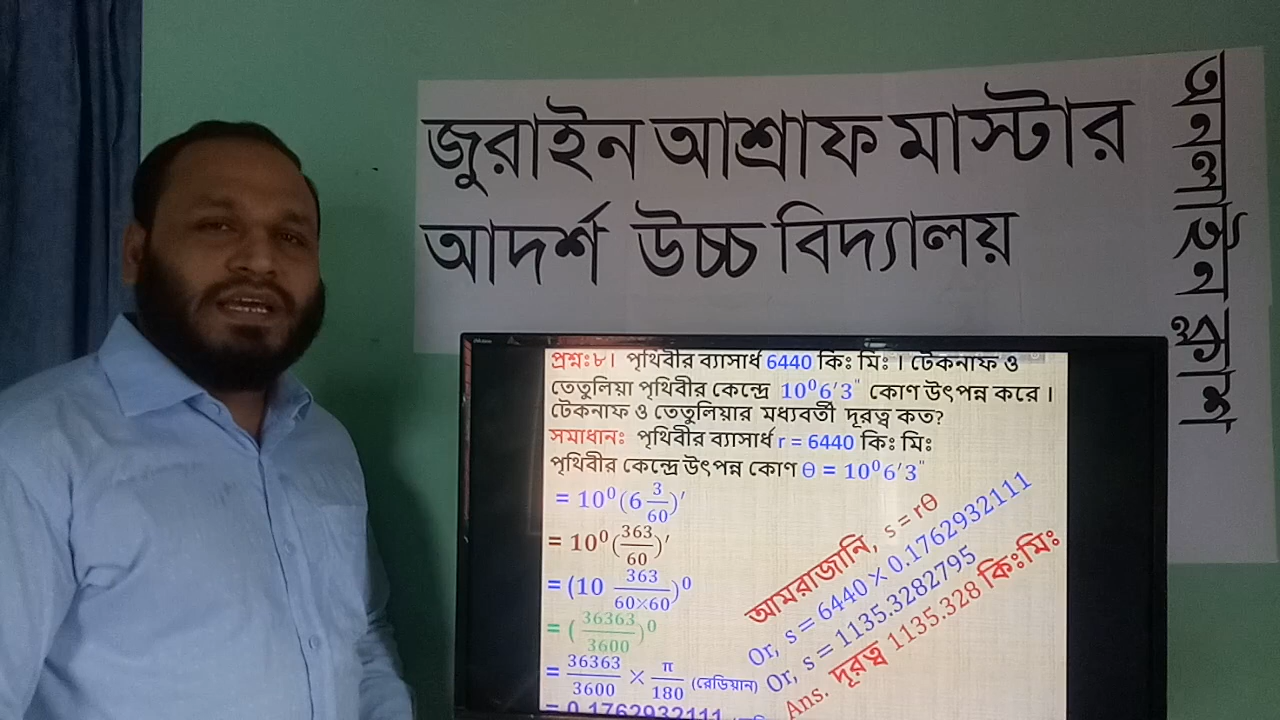 জুরাইন আশ্রাফ মাস্টার
আদর্শ উচ্চ বিদ্যালয়
অনলাইন ক্লাশ
প্রশ্নঃ৮। পৃথিবীর ব্যাসার্ধ 6440 কিঃ মিঃ । টেকনাফ ও
তেতুলিয়া পৃথিবীর কেন্দ্রে 10⁰6′3″ কোণ উৎপন্ন করে ।
টেকনাফ ও তেতুলিয়ার মধ্যবর্তী দূরত্ব কত?
সমাধানঃ পৃথিবীর ব্যাসার্ধ r = 6440 কিঃ মিঃ
পৃথিবীর কেন্দ্রে উৎপন্ন কোণ θ = 10⁰6′3″
= 10⁰(6 3/60)′
= 10⁰(363/60)′
= (10 363/60×60)⁰
= (36363/3600)⁰
= 36363/3600 × π/180 (রেডিয়ান)
= 0.1762932111
আমরাজানি, s = rθ
Or, s = 6440 × 0.1762932111
Or, s = 1135.3282795
Ans. দূরত্ব 1135.328 কিঃমিঃ